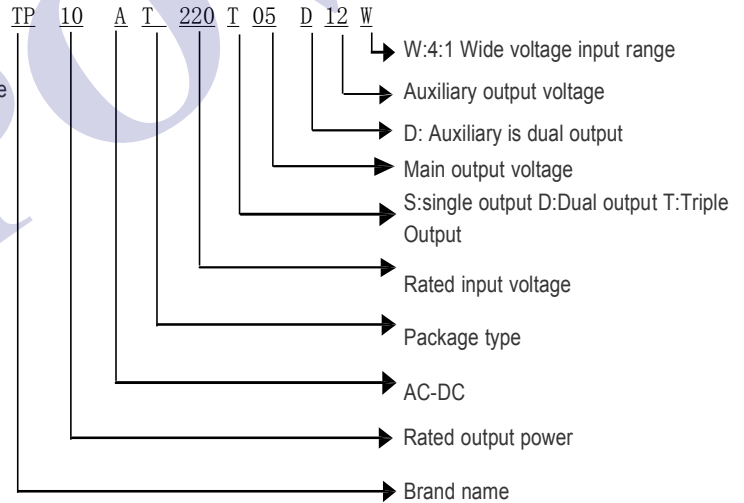 TP 10 A T 220 T 05 D 12 W
W:4:1 Wide voltage input range
e
Auxiliary output voltage
D: Auxiliary is dual output
Main output voltage
S:single output D:Dual output T:Triple
Output
Rated input voltage
Package type
AC-DC
Rated output power
Brand name